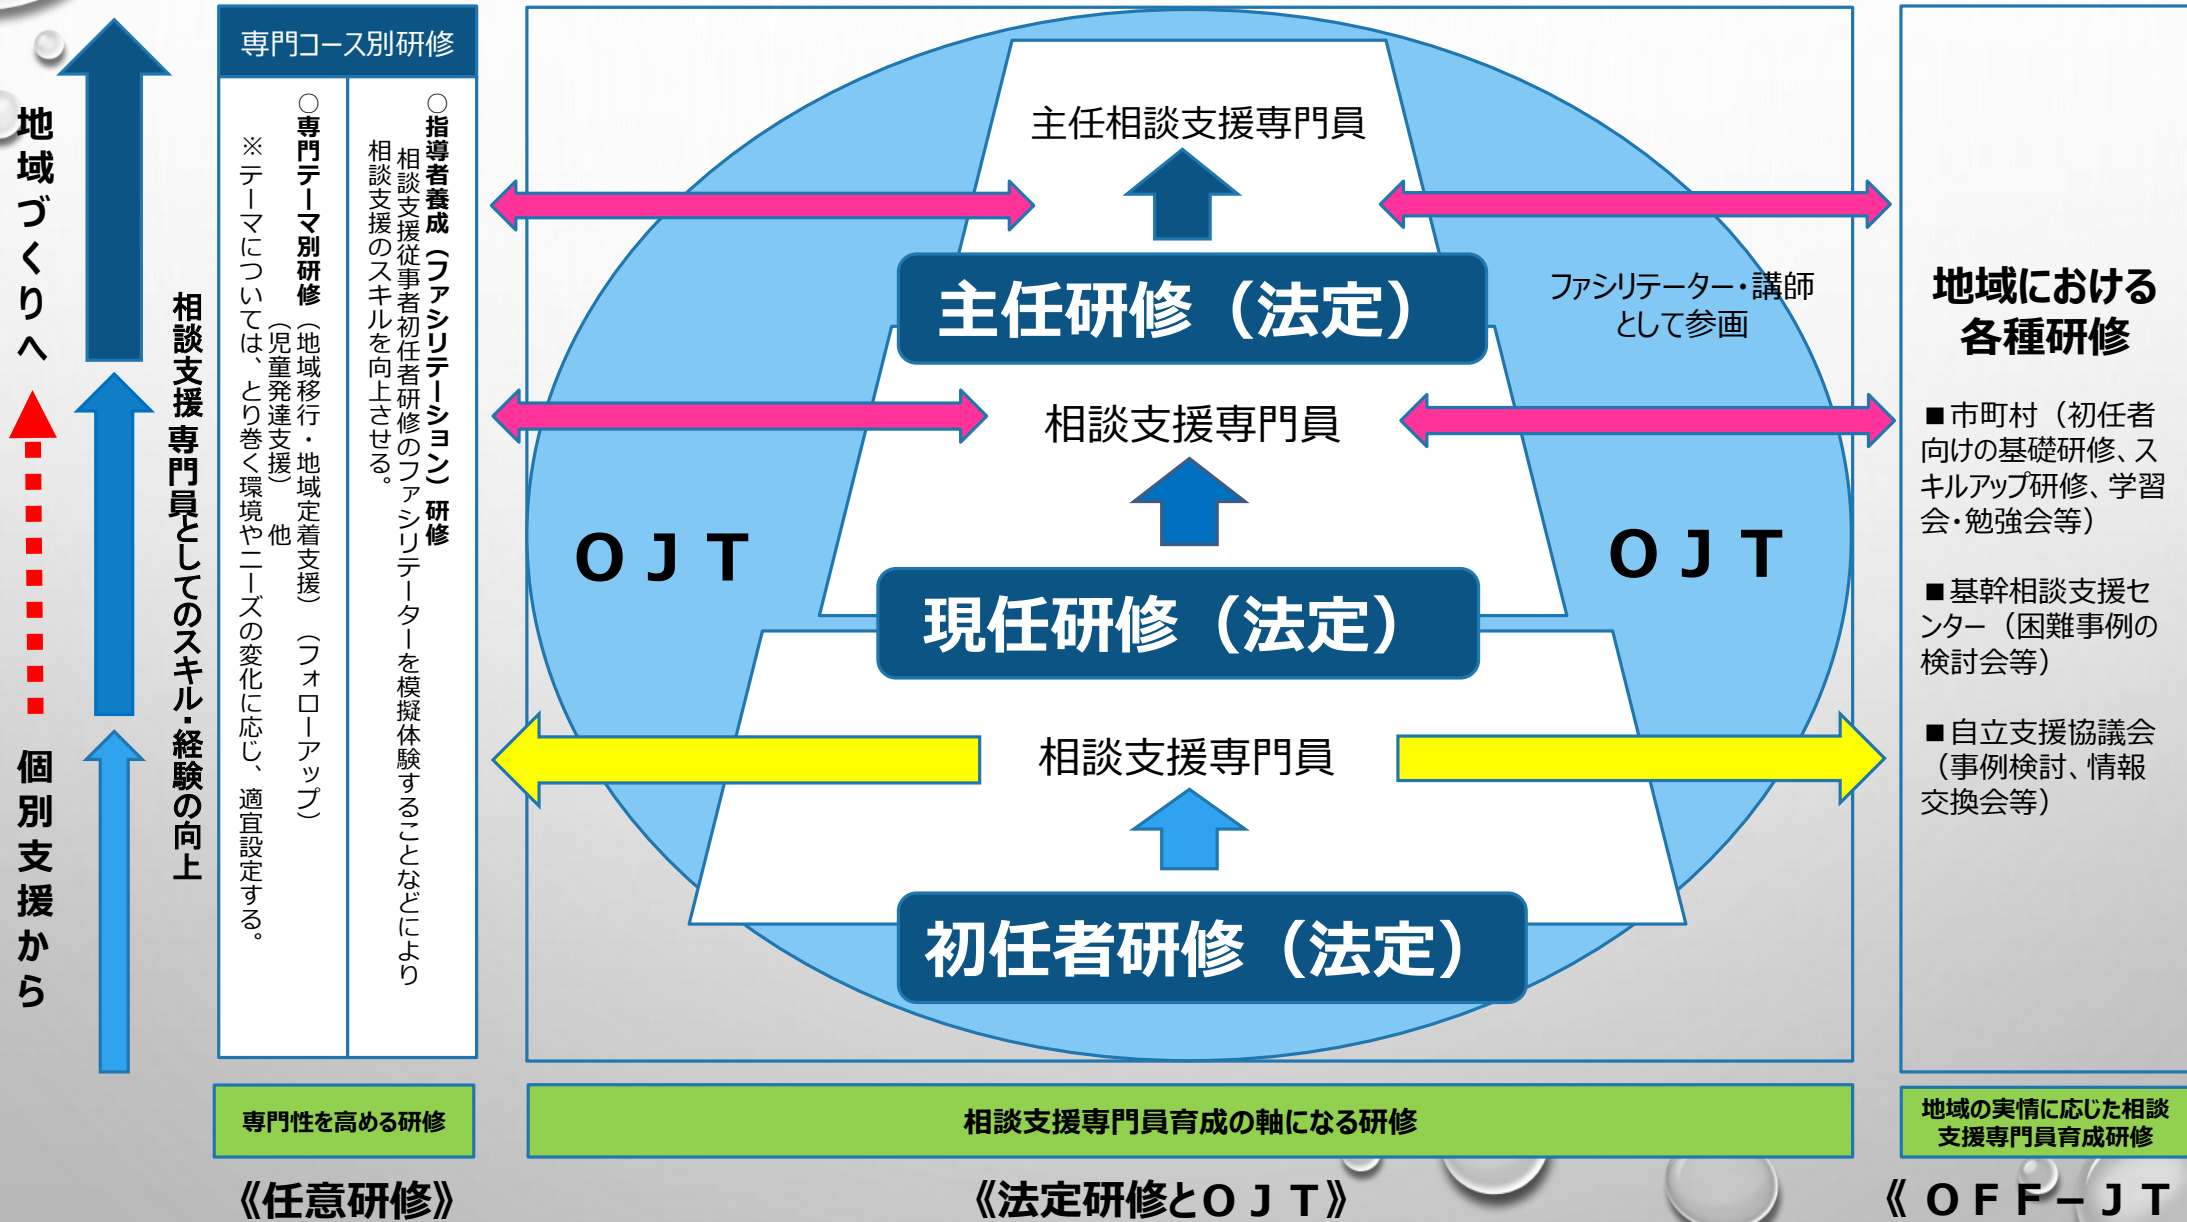 地域づくりへ
個別支援から
相談支援専門員としてのスキル・経験の向上
専門コース別研修
○指導者養成（ファシリテーション）研修
相談支援従事者初任者研修のファシリテーターを模擬体験することなどにより
相談支援のスキルを向上させる。
○専門テーマ別研修（地域移行・地域定着支援）（フォローアップ）
（児童発達支援）　他
※テーマについては、とり巻く環境やニーズの変化に応じ、適宜設定する。
主任相談支援専門員
主任研修（法定）
ファシリテーター・講師
として参画
相談支援専門員
ＯＪＴ
ＯＪＴ
現任研修（法定）
相談支援専門員
初任者研修（法定）
地域における
各種研修
■市町村（初任者
向けの基礎研修、ス
キルアップ研修、学習
会・勉強会等）
■基幹相談支援セ
ンター（困難事例の
検討会等）
■自立支援協議会
（事例検討、情報
交換会等）
専門性を高める研修
相談支援専門員育成の軸になる研修
地域の実情に応じた相談
支援専門員育成研修
《任意研修》
《法定研修とＯＪＴ》
《ＯＦＦ－ＪＴ